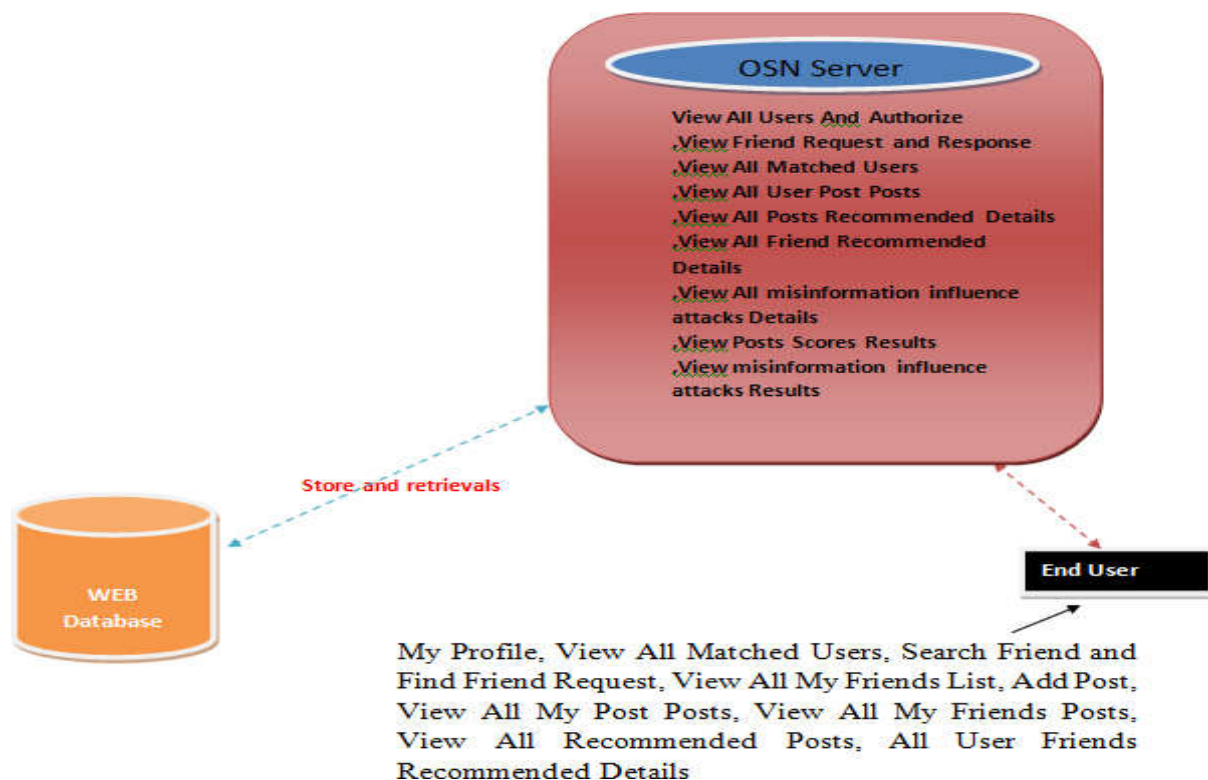 OSN Server
View All Users And Authorize
,View Friend Request and Response
,View All Matched Users
,View All User Post Posts
,View All Posts Recommended Details
,View All Friend Recommended
Details
,View All misinformation influence
attacks Details
,View Posts Scores Results
,View misinformation influence
attacks Results
Store and retrievals
WEB
Database
End User
My Profile, View All Matched Users, Search Friend and
Find Friend Request, View All My Friends List, Add Post,
View All My Post Posts, View All My Friends Posts,
View All Recommended Posts, All User Friends
Recommended Details